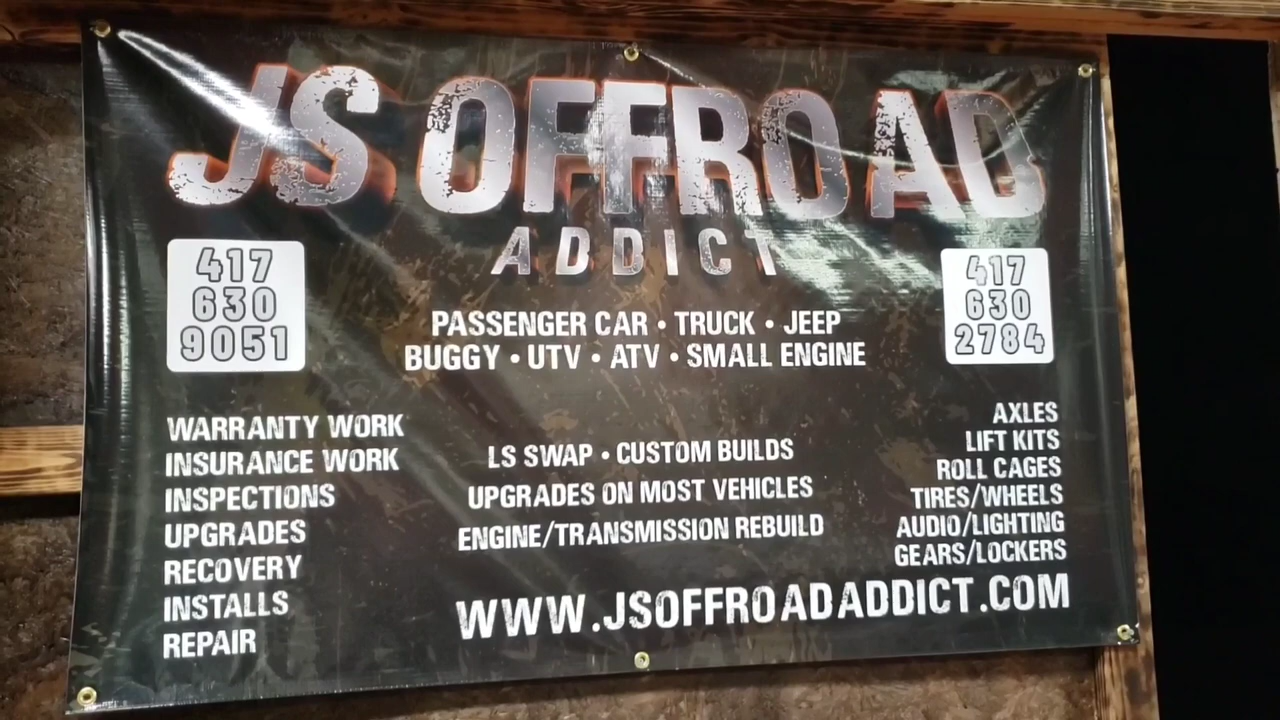 JS OFFROAD
ADDICT
417
630
9051
417
630
2784
PASSENGER CAR • TRUCK • JEEP
BUGGY • UTV • ATV • SMALL ENGINE
WARRANTY WORK
INSURANCE WORK
INSPECTIONS
UPGRADES
RECOVERY
INSTALLS
REPAIR
LS SWAP • CUSTOM BUILDS
UPGRADES ON MOST VEHICLES
ENGINE/TRANSMISSION REBUILD
AXLES
LIFT KITS
ROLL CAGES
TIRES/WHEELS
AUDIO/LIGHTING
GEARS/LOCKERS
WWW.JSOFFROADADDICT.COM